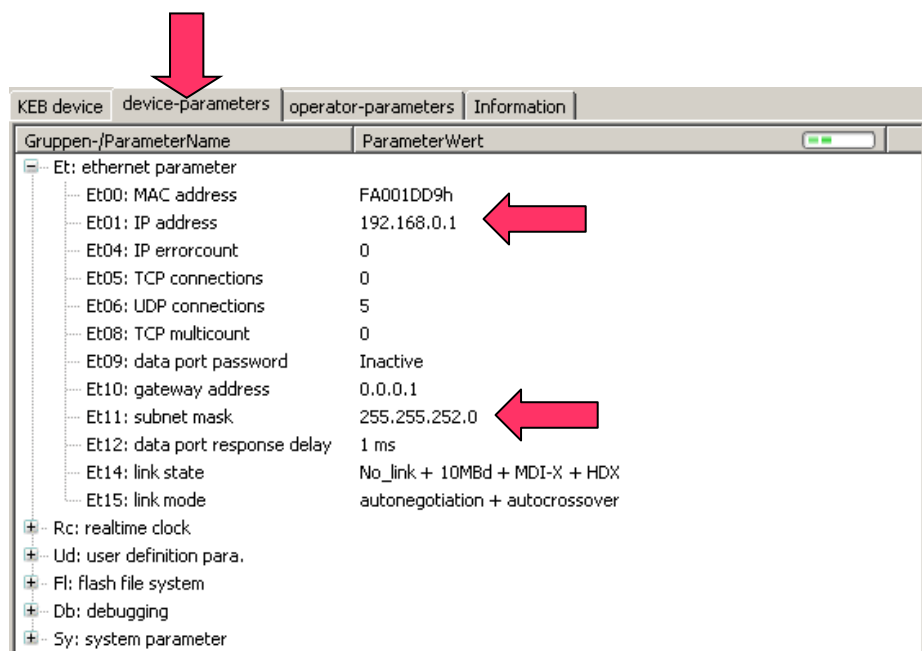 KEB device device-parameters operator-parameters Information
Gruppen-/ParameterName ParameterWert
Et: ethernet parameter
Et00: MAC address FA001DD9h
Et01: IP address 192.168.0.1
Et04: IP errorcount 0
Et05: TCP connections 0
Et06: UDP connections 5
Et08: TCP multicount 0
Et09: data port password Inactive
Et10: gateway address 0.0.0.1
Et11: subnet mask 255.255.252.0
Et12: data port response delay 1 ms
Et14: link state No_link + 10MBd + MDI-X + HDX
Et15: link mode autonegotiation + autocrossover
Rc: realtime clock
Ud: user definition para.
Fl: flash file system
Db: debugging
Sy: system parameter